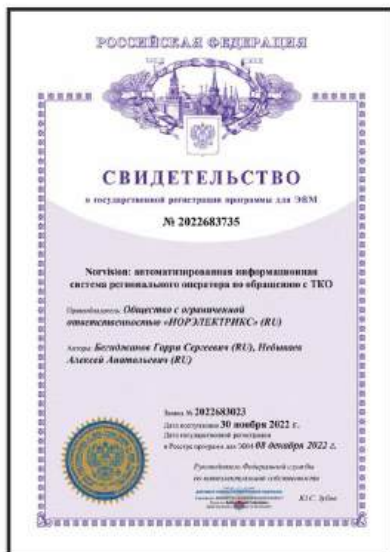 РОССИЙСКАЯ ФЕДЕРАЦИЯ
СВИДЕТЕЛЬСТВО
о государственной регистрации программы для ЭВМ
№ 2022683735
Norvision: автоматизированная информационная
система регионального оператора по обращению с ТКО
Правообладатель: Общество с ограниченной
ответственностью «НОРЭЛЕКТРИКС» (RU)
Авторы: Гарри Сергеевич (RU),
Алексей Анатольевич (RU)
Заявка № 2022683023
Дата поступления 30 ноября 2022 г.
Дата государственной регистрации
в Реестре программ для ЭВМ 08 декабря 2022 г.
Руководитель Федеральной службы
по интеллектуальной собственности
Ю.С. Зубов